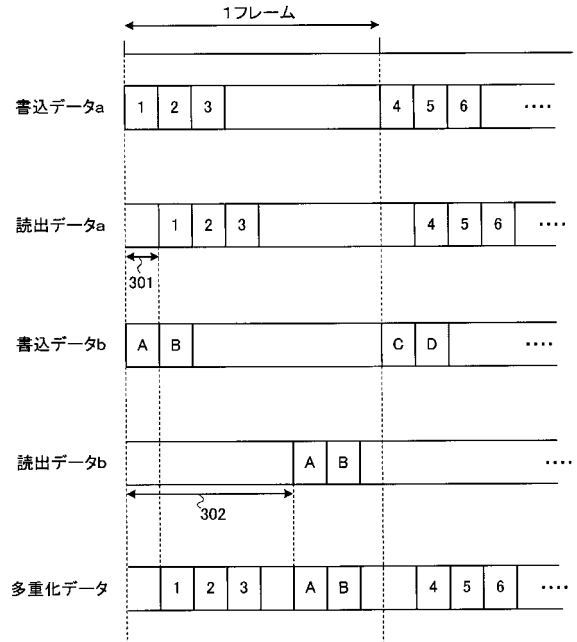 1フレーム
書込データa 1 2 3 4 5 6 ‥‥
読出データa 1 2 3 4 5 6 ‥‥
301
書込データb A B C D ‥‥
読出データb A B ‥‥
302
多重化データ 1 2 3 A B 4 5 6 ‥‥